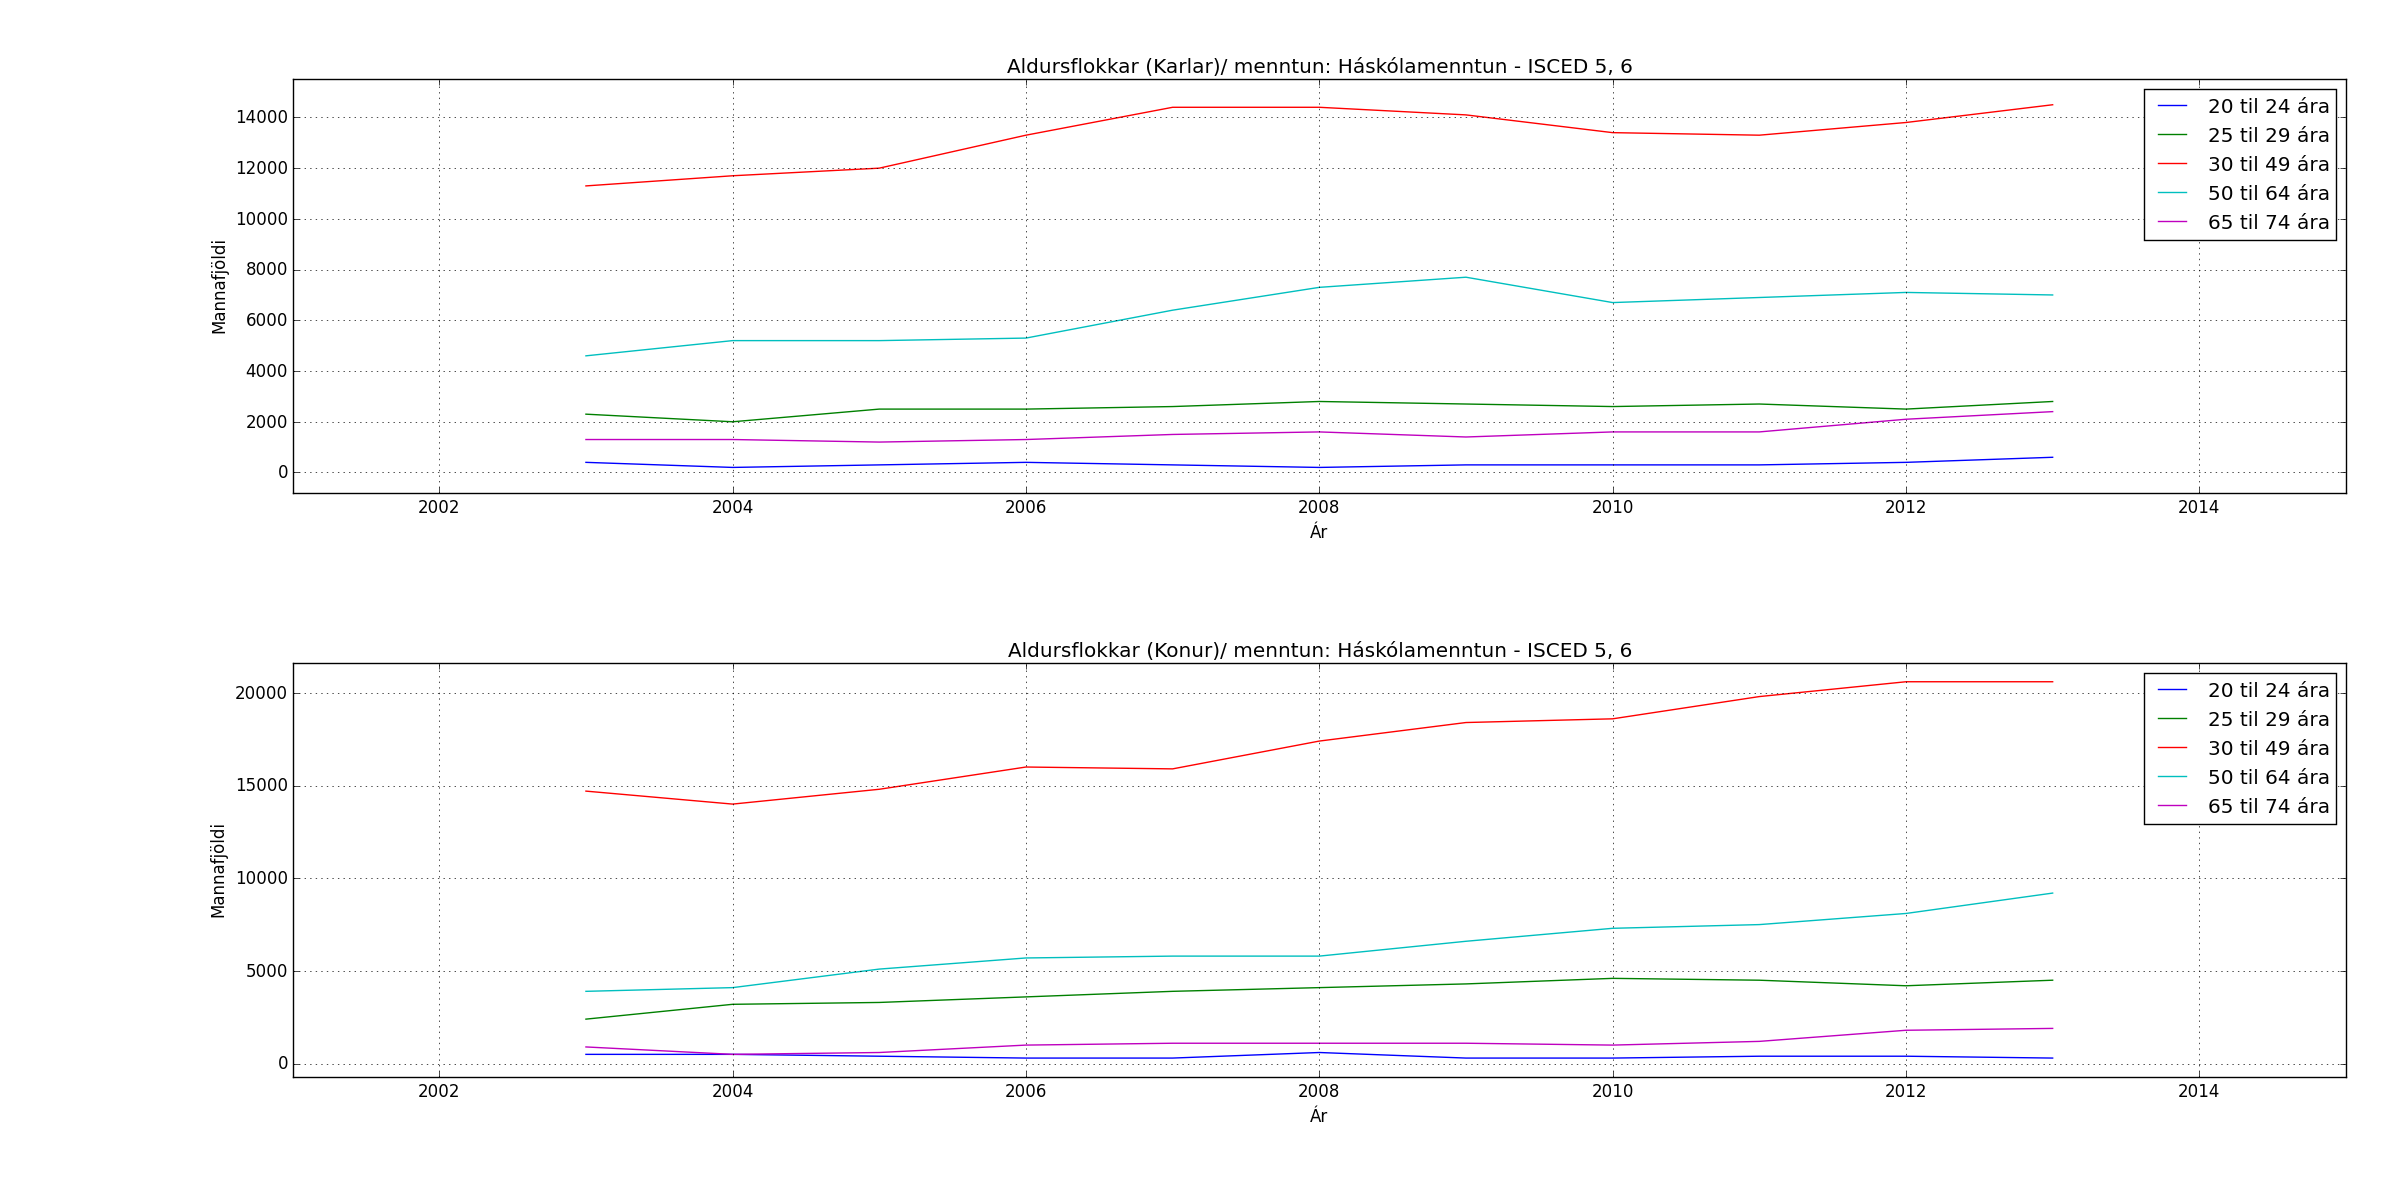 Aldursflokkar (Karlar)/ menntun: Háskólamenntun - ISCED 5, 6
14000
12000
10000
8000
6000
4000
2000
0
Mannafjöldi
20 til 24 ára
25 til 29 ára
30 til 49 ára
50 til 64 ára
65 til 74 ára
2002 2004 2006 2008 2010 2012 2014
Ár
Aldursflokkar (Konur)/ menntun: Háskólamenntun - ISCED 5, 6
20000
15000
10000
5000
0
Mannafjöldi
20 til 24 ára
25 til 29 ára
30 til 49 ára
50 til 64 ára
65 til 74 ára
2002 2004 2006 2008 2010 2012 2014
Ár